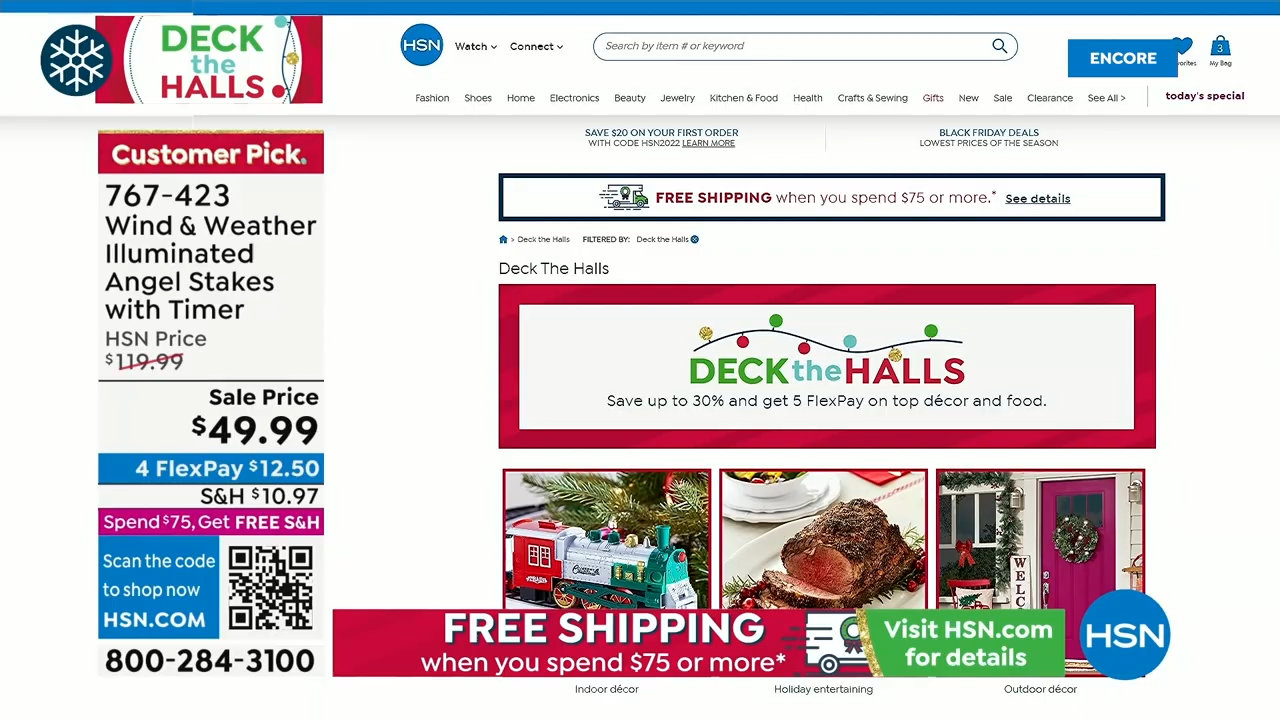 DECK
the
HALLS
HSN
Watch
Connect
Search by item # or keyword
ENCORE
3
My Bag
Fashion
Shoes
Home
Electronics
Beauty
Jewelry
Kitchen & Food
Health
Crafts & Sewing
Gifts
New
Sale
Clearance
See All >
today's special
SAVE $20 ON YOUR FIRST ORDER
WITH CODE HSN2022 LEARN MORE
BLACK FRIDAY DEALS
LOWEST PRICES OF THE SEASON
Customer Pick.
767-423
Wind & Weather
Illuminated
Angel Stakes
with Timer
HSN Price
$119.99
Sale Price
$49.99
4 FlexPay $12.50
S&H $10.97
Spend $75, Get FREE S&H
Scan the code
to shop now
HSN.COM
800-284-3100
FREE SHIPPING when you spend $75 or more.* See details
> Deck the Halls FILTERED BY: Deck the Halls
Deck The Halls
DECK the HALLS
Save up to 30% and get 5 FlexPay on top décor and food.
FREE SHIPPING
when you spend $75 or more*
Visit HSN.com
for details
HSN
Indoor décor
Holiday entertaining
Outdoor décor